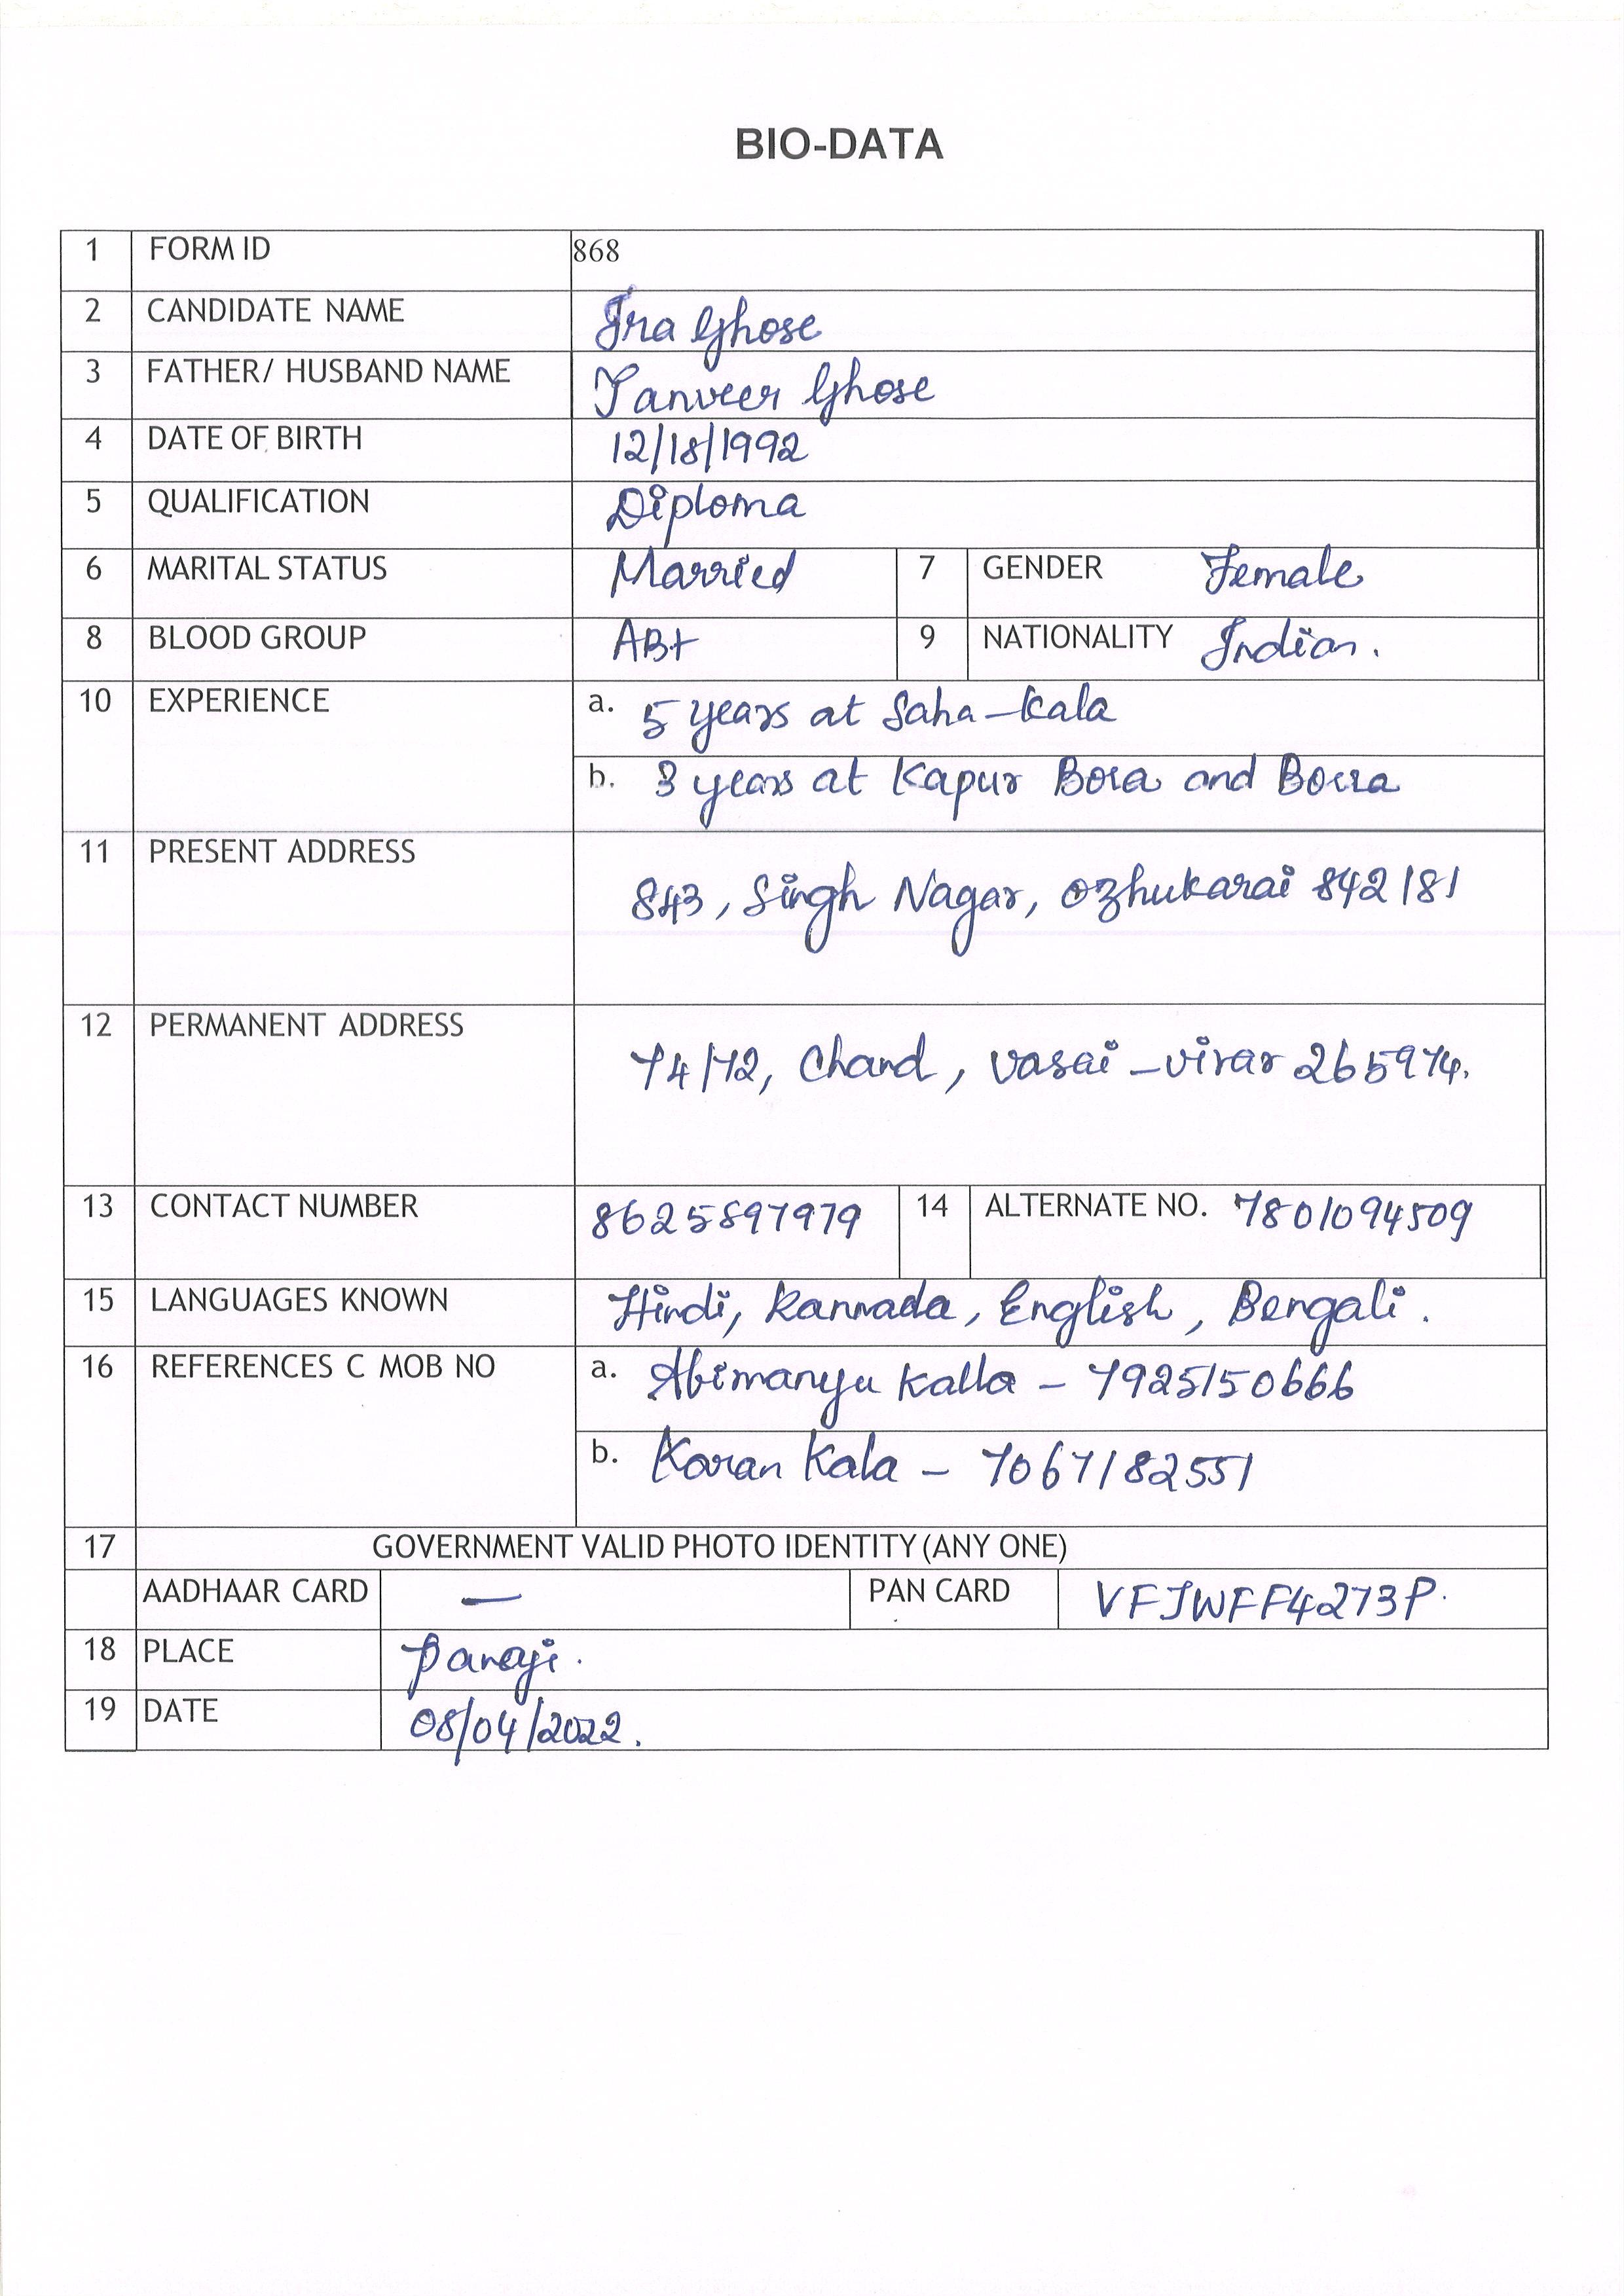 BIO-DATA
1 FORM ID 868
2 CANDIDATE NAME Ira Ghose
3 FATHER/ HUSBAND NAME Tanveer Ghose
4 DATE OF BIRTH 12/18/1992
5 QUALIFICATION Diploma
6 MARITAL STATUS Married 7 GENDER Female
8 BLOOD GROUP AB+ 9 NATIONALITY Indian.
10 EXPERIENCE a. 5 years at Saha-Kala
b. 3 years at Kapur Bora and Borra
11 PRESENT ADDRESS
843, Singh Nagar, Ozhukarai 842181
12 PERMANENT ADDRESS
74/72, Chand, Vasai-virar 265974.
13 CONTACT NUMBER 8625897979 14 ALTERNATE NO. 7801094509
15 LANGUAGES KNOWN Hindi, Kannada, English, Bengali.
16 REFERENCES C MOB NO a. Abimanyu Kalla - 7925150666
b. Karan Kala - 7067182551
17 GOVERNMENT VALID PHOTO IDENTITY (ANY ONE)
AADHAAR CARD — PAN CARD VFJWFF4273P.
18 PLACE Panaji.
19 DATE 08/04/2022.